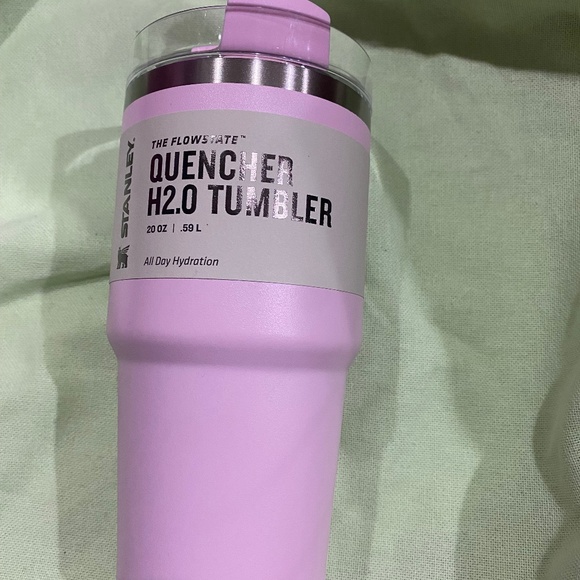 STANLEY.
THE FLOWSTATE™
QUENCHER
H2.0 TUMBLER
20 OZ | .59 L
All Day Hydration